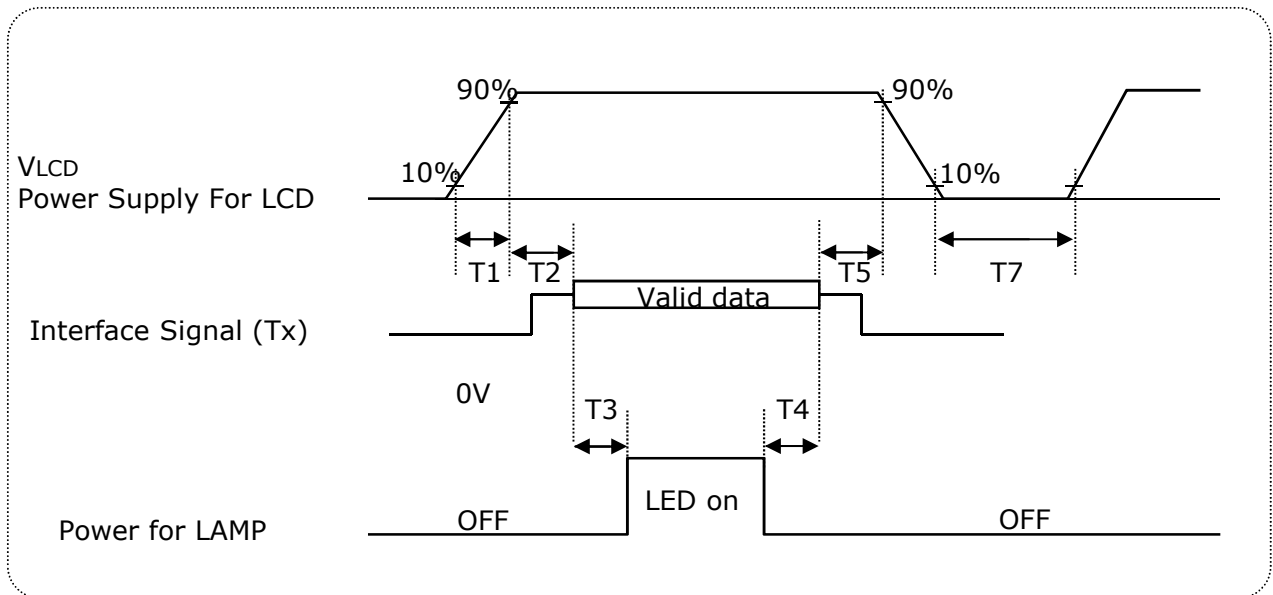 90%
90%
VLCD
10%
10%
Power Supply For LCD
T1
T2
T5
T7
Valid data
Interface Signal (Tx)
0V
T3
T4
LED on
Power for LAMP
OFF
OFF